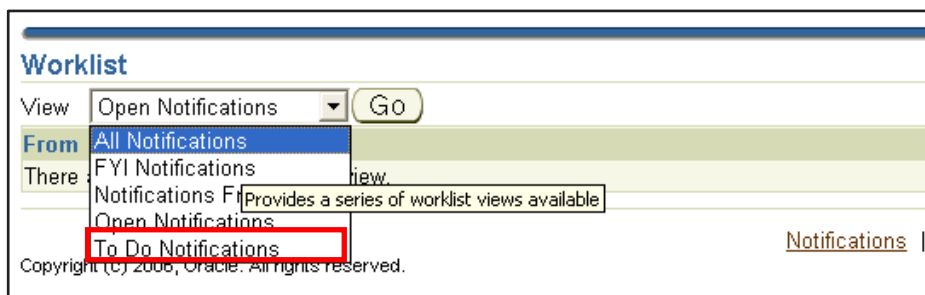 Worklist
View Open Notifications Go
From All Notifications
There FYI Notifications view.
Notifications Provides a series of worklist views available
Open Notifications
To Do Notifications
Notifications |
Copyright (c) 2006, Oracle. All rights reserved.